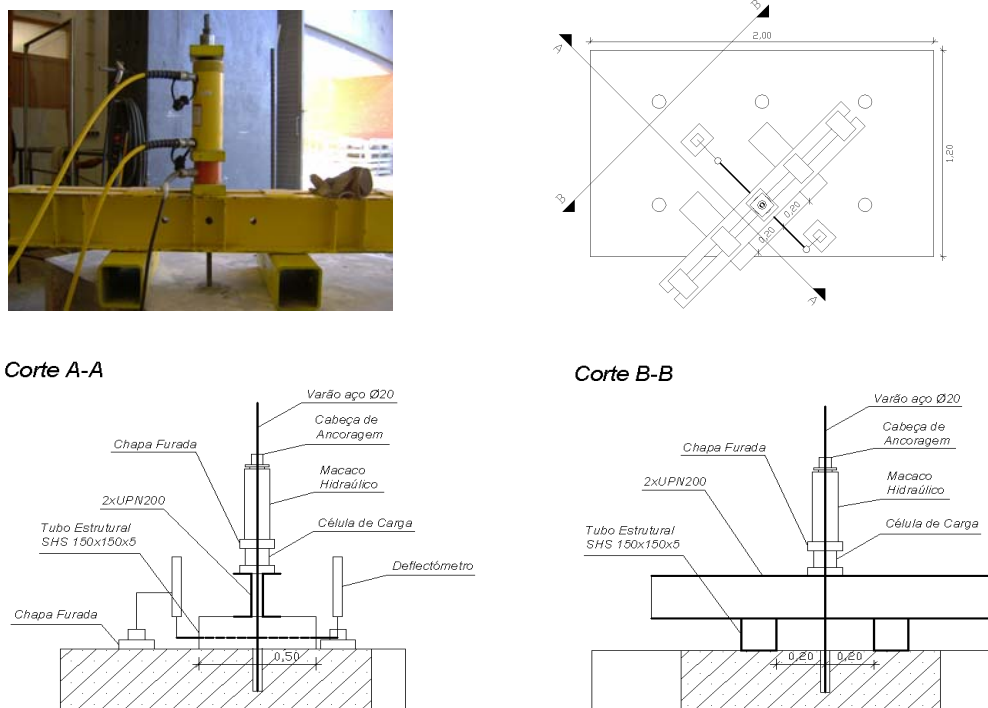 B
A
2,00
1,20
B
0,20
0,20
A
Corte A-A
Varão aço Ø20
Cabeça de
Ancoragem
Chapa Furada
Macaco
Hidraúlico
2xUPN200
Tubo Estrutural
SHS 150x150x5
Célula de Carga
Deflectómetro
Chapa Furada
0,50
Corte B-B
Varão aço Ø20
Cabeça de
Ancoragem
Chapa Furada
Macaco
Hidraúlico
2xUPN200
Tubo Estrutural
SHS 150x150x5
Célula de Carga
0,20
0,20